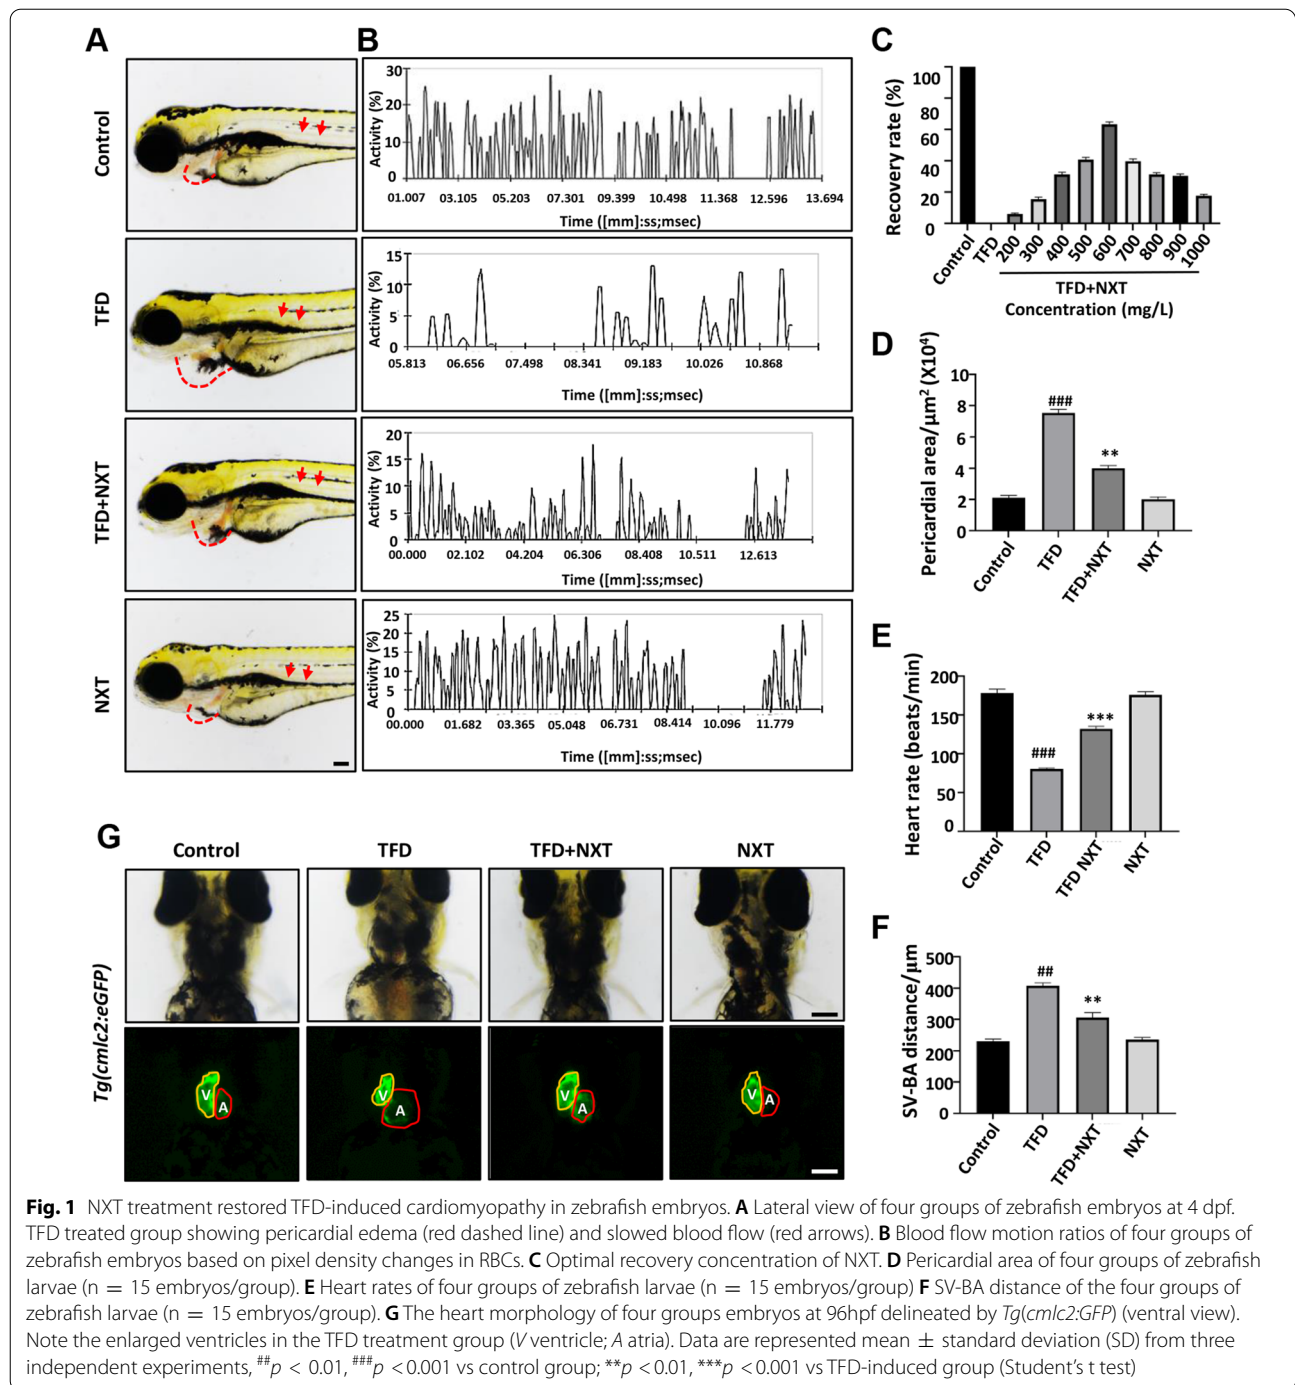 A
B
C
Control
30
20
10
0
Activity (%)
01.007 03.105 05.203 07.301 09.399 10.498 11.368 12.596 13.694
Time ([mm]:ss;msec)
TFD
15
10
5
0
Activity (%)
05.813 06.656 07.498 08.341 09.183 10.026 10.868
Time ([mm]:ss;msec)
TFD+NXT
20
15
10
5
0
Activity (%)
00.000 02.102 04.204 06.306 08.408 10.511 12.613
Time ([mm]:ss;msec)
NXT
25
20
15
10
5
0
Activity (%)
00.000 01.682 03.365 05.048 06.731 08.414 10.096 11.779
Time ([mm]:ss;msec)
Recovery rate (%)
100
80
60
40
20
0
Control TFD 200 300 400 500 600 700 800 900 1000
TFD+NXT
Concentration (mg/L)
D
Pericardial area/µm² (X10⁴)
10
8
6
4
2
0
###
**
Control TFD TFD+NXT NXT
E
Heart rate (beats/min)
200
150
100
50
0
###
***
Control TFD TFD NXT NXT
F
SV-BA distance/µm
500
400
300
200
100
0
##
**
Control TFD TFD+NXT NXT
G
Control TFD TFD+NXT NXT
Tg(cmlc2:eGFP)
V A V A V A V A
Fig. 1 NXT treatment restored TFD-induced cardiomyopathy in zebrafish embryos. A Lateral view of four groups of zebrafish embryos at 4 dpf.
TFD treated group showing pericardial edema (red dashed line) and slowed blood flow (red arrows). B Blood flow motion ratios of four groups of
zebrafish embryos based on pixel density changes in RBCs. C Optimal recovery concentration of NXT. D Pericardial area of four groups of zebrafish
larvae (n = 15 embryos/group). E Heart rates of four groups of zebrafish larvae (n = 15 embryos/group) F SV-BA distance of the four groups of
zebrafish larvae (n = 15 embryos/group). G The heart morphology of four groups embryos at 96hpf delineated by Tg(cmlc2:GFP) (ventral view).
Note the enlarged ventricles in the TFD treatment group (V ventricle; A atria). Data are represented mean ± standard deviation (SD) from three
independent experiments, ##p < 0.01, ###p <0.001 vs control group; **p <0.01, ***p <0.001 vs TFD-induced group (Student's t test)